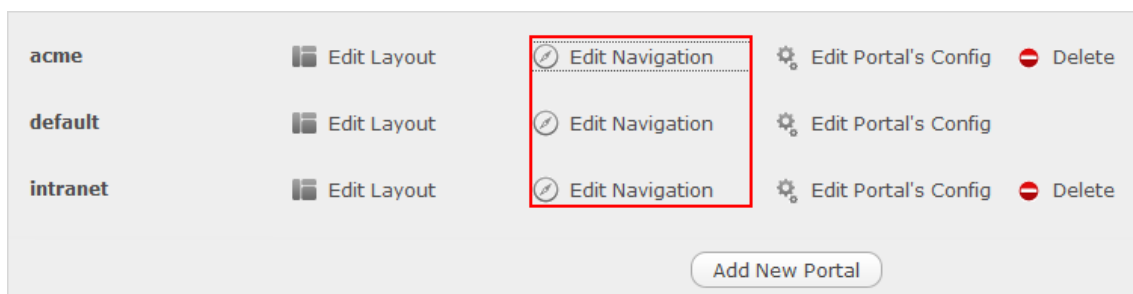 acme Edit Layout Edit Navigation Edit Portal's Config Delete
default Edit Layout Edit Navigation Edit Portal's Config
intranet Edit Layout Edit Navigation Edit Portal's Config Delete
Add New Portal